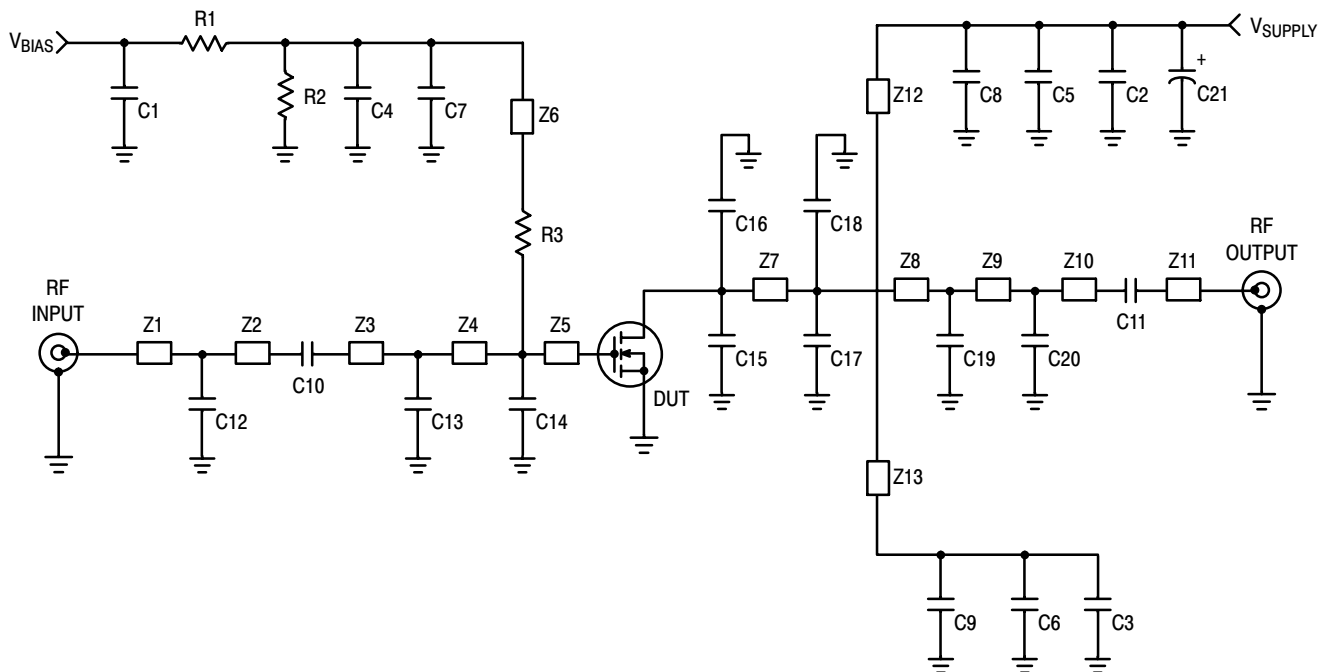 R1
V_BIAS
V_SUPPLY
+
C1
R2
C4
C7
Z6
Z12
C8
C5
C2
C21
C16
C18
R3
RF
INPUT
RF
OUTPUT
Z1
Z2
Z3
Z4
Z5
Z7
Z8
Z9
Z10
Z11
C10
C11
C12
C13
C14
DUT
C15
C17
C19
C20
Z13
C9
C6
C3